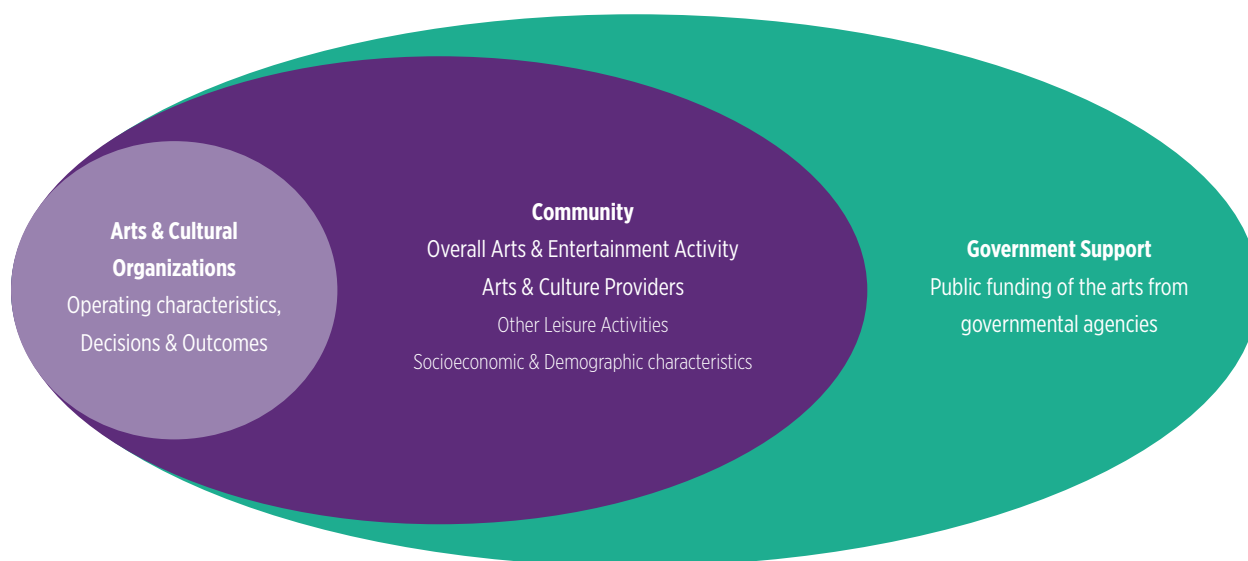 Arts & Cultural
Organizations
Operating characteristics,
Decisions & Outcomes
Community
Overall Arts & Entertainment Activity
Arts & Culture Providers
Other Leisure Activities
Socioeconomic & Demographic characteristics
Government Support
Public funding of the arts from
governmental agencies